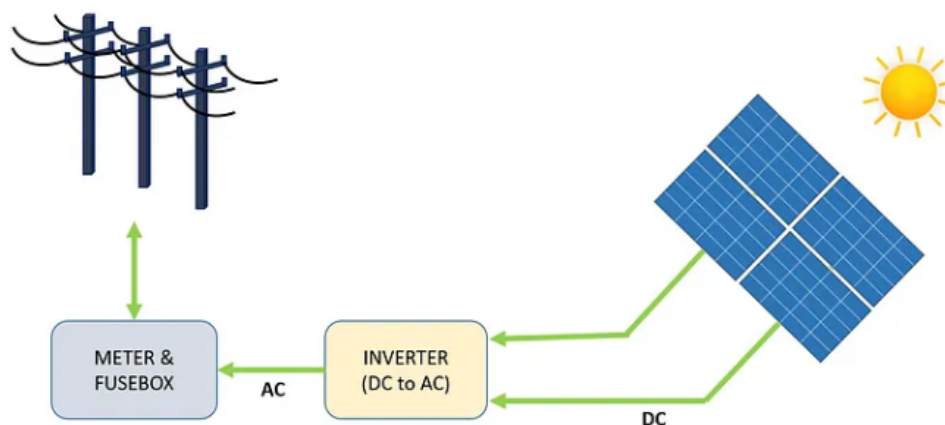 METER &
FUSEBOX
AC
INVERTER
(DC to AC)
DC